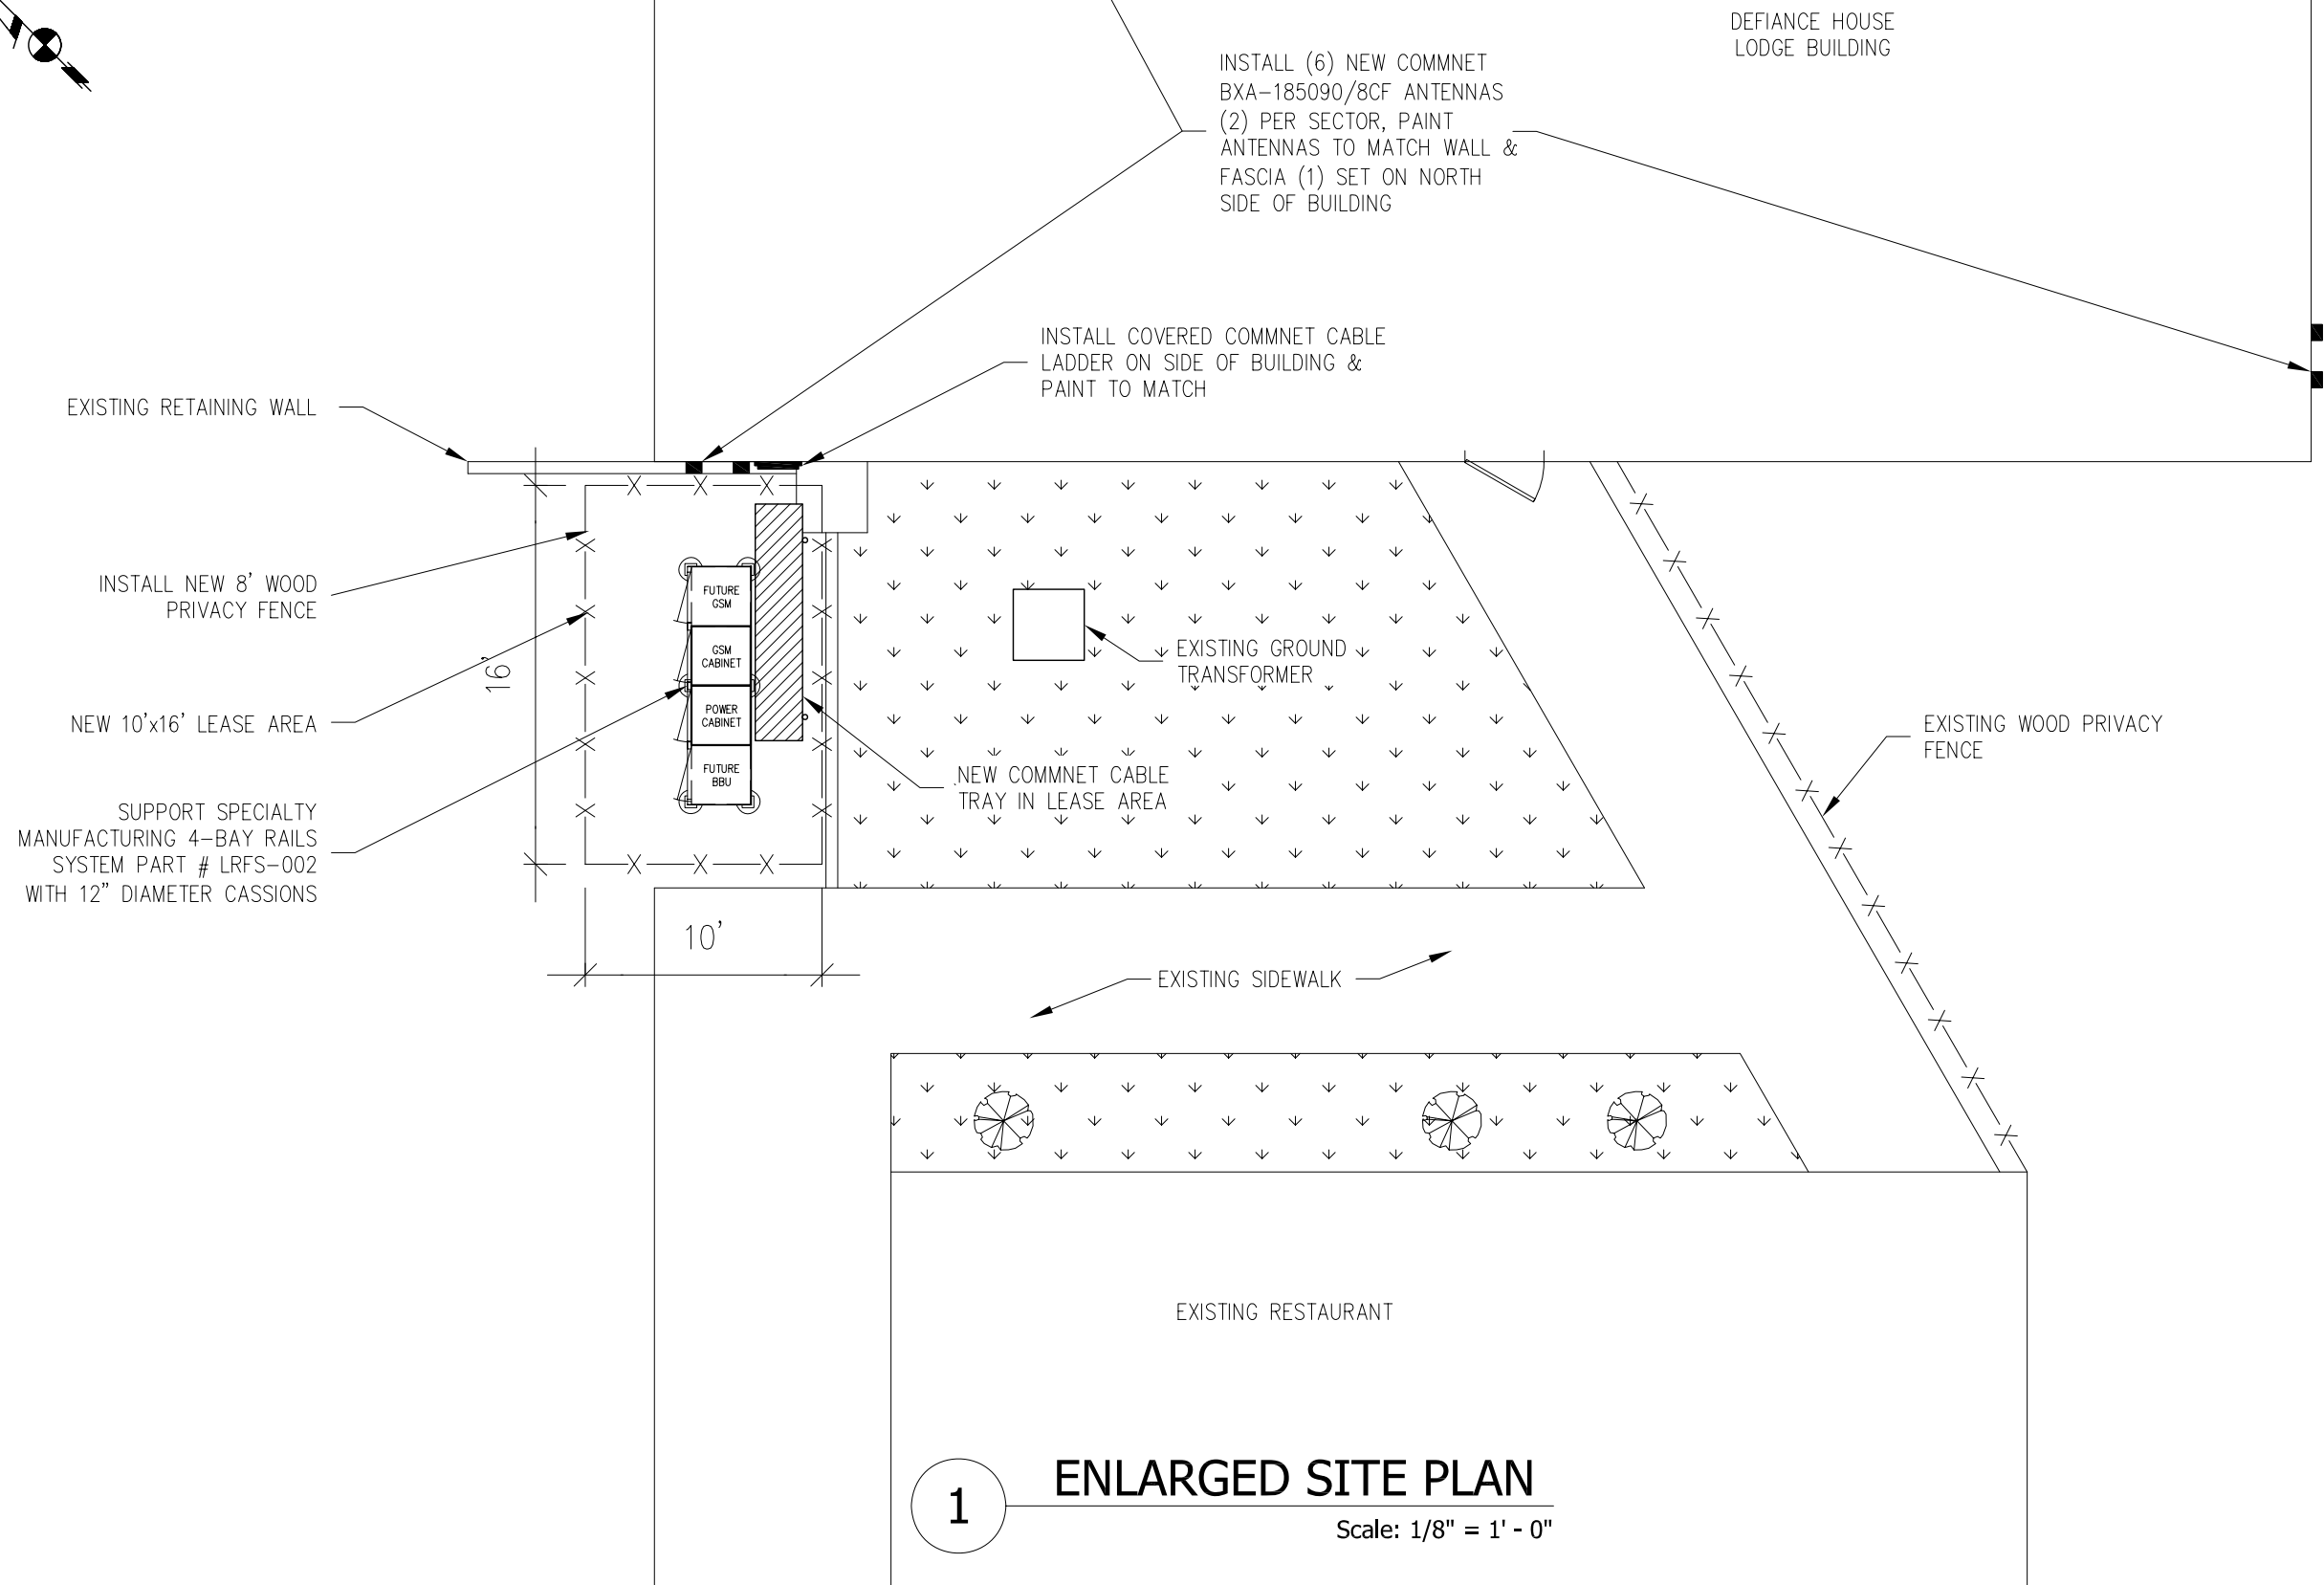 DEFIANCE HOUSE
LODGE BUILDING
INSTALL (6) NEW COMMNET
BXA-185090/8CF ANTENNAS
(2) PER SECTOR, PAINT
ANTENNAS TO MATCH WALL &
FASCIA (1) SET ON NORTH
SIDE OF BUILDING
INSTALL COVERED COMMNET CABLE
LADDER ON SIDE OF BUILDING &
PAINT TO MATCH
EXISTING RETAINING WALL
INSTALL NEW 8' WOOD
PRIVACY FENCE
16'
NEW 10'x16' LEASE AREA
SUPPORT SPECIALTY
MANUFACTURING 4-BAY RAILS
SYSTEM PART # LRFS-002
WITH 12" DIAMETER CASSIONS
FUTURE
GSM
GSM
CABINET
POWER
CABINET
FUTURE
BBU
EXISTING GROUND
TRANSFORMER
NEW COMMNET CABLE
TRAY IN LEASE AREA
EXISTING WOOD PRIVACY
FENCE
10'
EXISTING SIDEWALK
EXISTING RESTAURANT
1
ENLARGED SITE PLAN
Scale: 1/8" = 1' - 0"